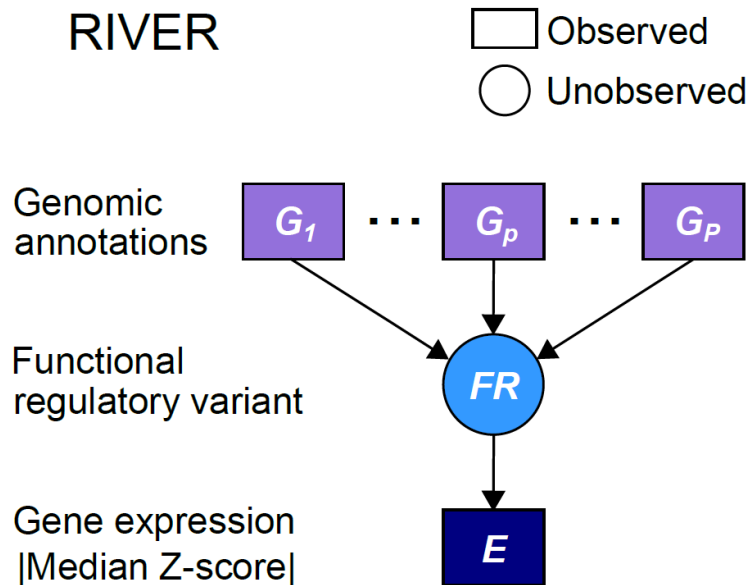 RIVER
Observed
Unobserved
Genomic
annotations
G1 ··· Gp ··· GP
Functional
regulatory variant
FR
Gene expression
|Median Z-score|
E